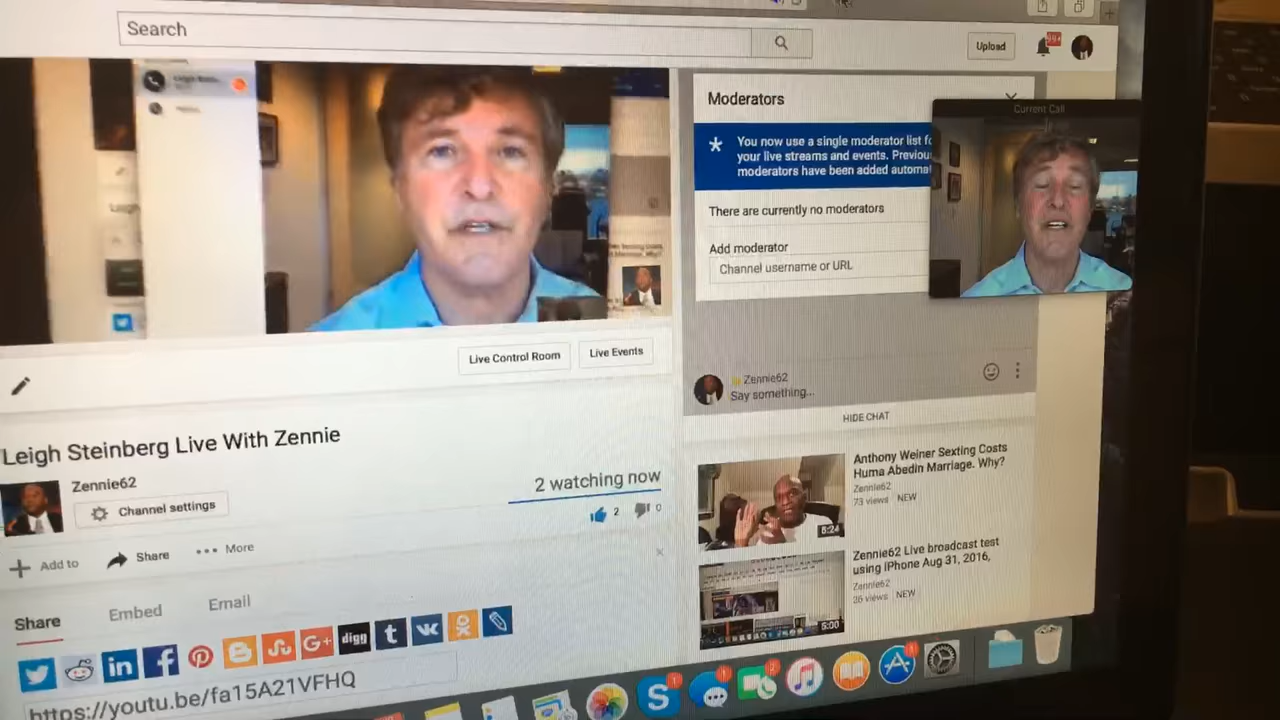 Search
Upload
99+
Moderators
Current Call
You now use a single moderator list
your live streams and events. Previou
moderators have been added automa
There are currently no moderators
Add moderator
Channel username or URL
Live Control Room
Live Events
Zennie62
Say something...
HIDE CHAT
Leigh Steinberg Live With Zennie
Zennie62
Channel settings
2 watching now
2
0
Add to
Share
More
Share
Embed
Email
digg
https://youtu.be/fa15A21VFHQ
Anthony Weiner Sexting Costs
Huma Abedin Marriage. Why?
Zennie62
73 views NEW
8:24
Zennie62 Live broadcast test
using iPhone Aug 31, 2016,
Zennie62
26 views NEW
5:00